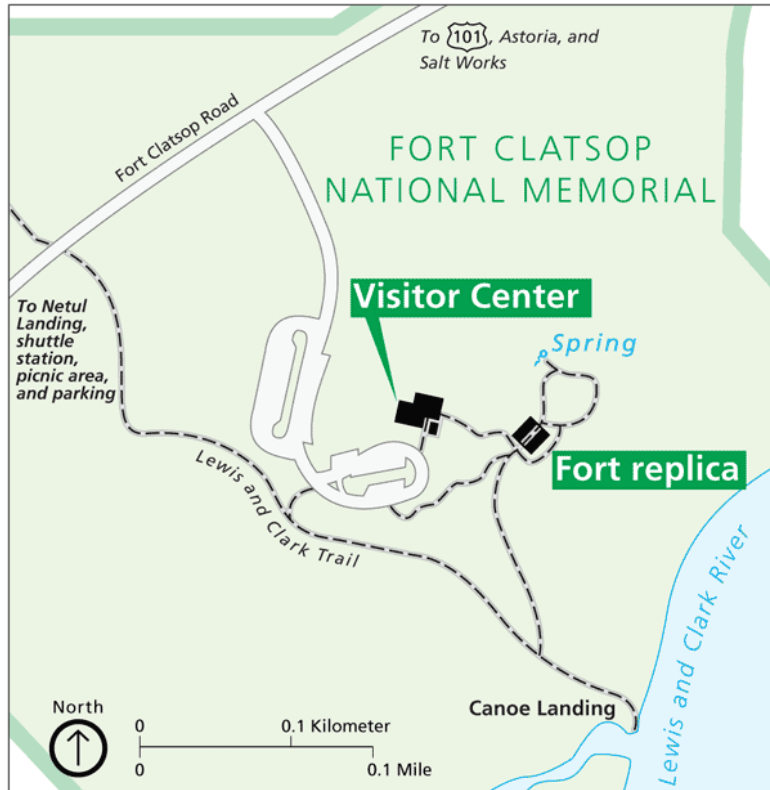 To 101, Astoria, and
Salt Works
Fort Clatsop Road
FORT CLATSOP
NATIONAL MEMORIAL
Visitor Center
To Netul
Landing,
shuttle
station,
picnic area,
and parking
Spring
Fort replica
Lewis and Clark Trail
Lewis and Clark River
Canoe Landing
North
0 0.1 Kilometer
0 0.1 Mile